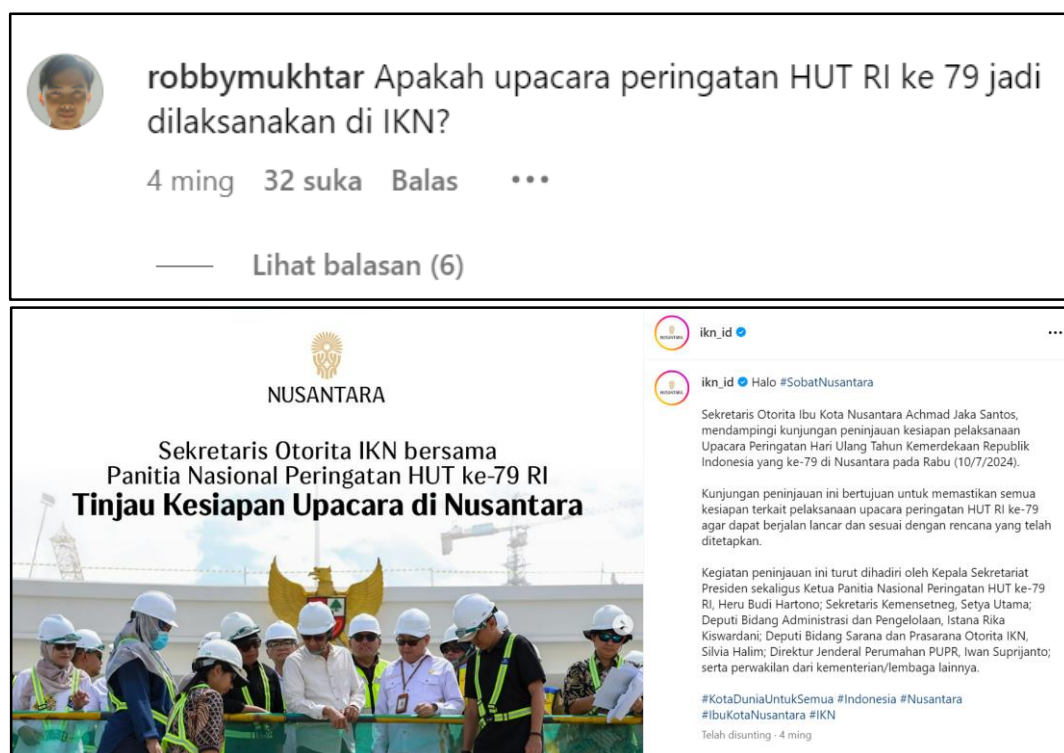 robbymukhtar Apakah upacara peringatan HUT RI ke 79 jadi
dilaksanakan di IKN?
4 ming 32 suka Balas •••
Lihat balasan (6)
NUSANTARA
Sekretaris Otorita IKN bersama
Panitia Nasional Peringatan HUT ke-79 RI
Tinjau Kesiapan Upacara di Nusantara
ikn_id
ikn_id Halo #SobatNusantara
Sekretaris Otorita Ibu Kota Nusantara Achmad Jaka Santos,
mendampingi kunjungan peninjauan kesiapan pelaksanaan
Upacara Peringatan Hari Ulang Tahun Kemerdekaan Republik
Indonesia yang ke-79 di Nusantara pada Rabu (10/7/2024).
Kunjungan peninjauan ini bertujuan untuk memastikan semua
kesiapan terkait pelaksanaan upacara peringatan HUT RI ke-79
agar dapat berjalan lancar dan sesuai dengan rencana yang telah
ditetapkan.
Kegiatan peninjauan ini turut dihadiri oleh Kepala Sekretariat
Presiden sekaligus Ketua Panitia Nasional Peringatan HUT ke-79
RI, Heru Budi Hartono; Sekretaris Kemensetneg, Setya Utama;
Deputi Bidang Administrasi dan Pengelolaan, Istana Rika
Kiswardani; Deputi Bidang Sarana dan Prasarana Otorita IKN,
Silvia Halim; Direktur Jenderal Perumahan PUPR, Iwan Suprijanto;
serta perwakilan dari kementerian/lembaga lainnya.
#KotaDuniaUntukSemua #Indonesia #Nusantara
#IbuKotaNusantara #IKN
Telah disunting · 4 ming